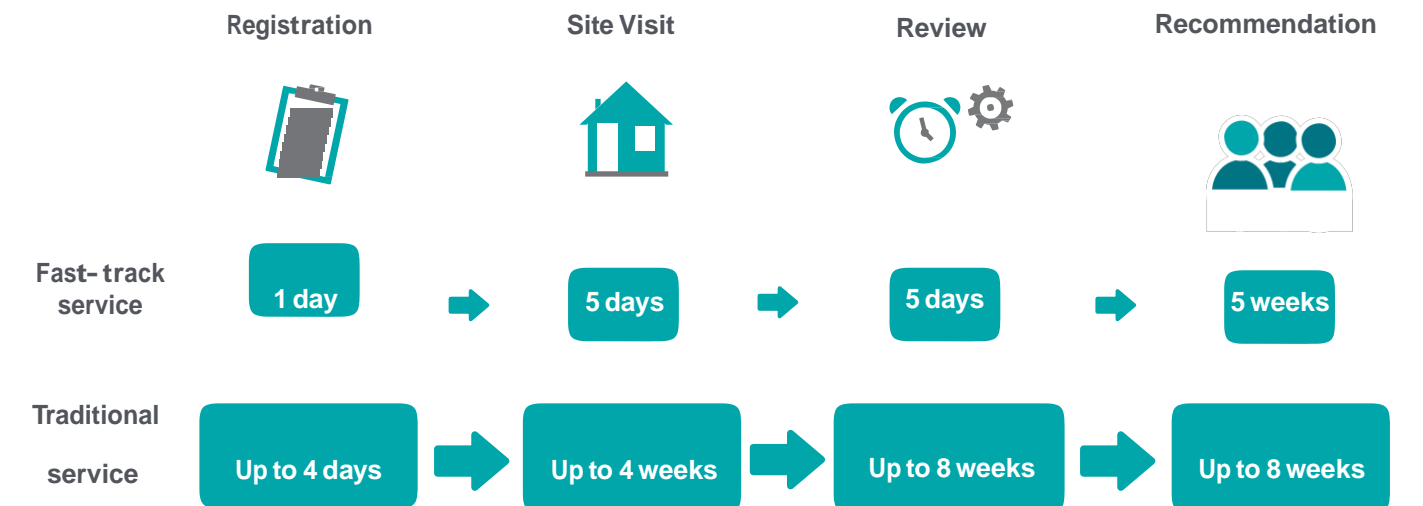 Registration
Site Visit
Review
Recommendation
Fast-track
service
1 day
5 days
5 days
5 weeks
Traditional
service
Up to 4 days
Up to 4 weeks
Up to 8 weeks
Up to 8 weeks